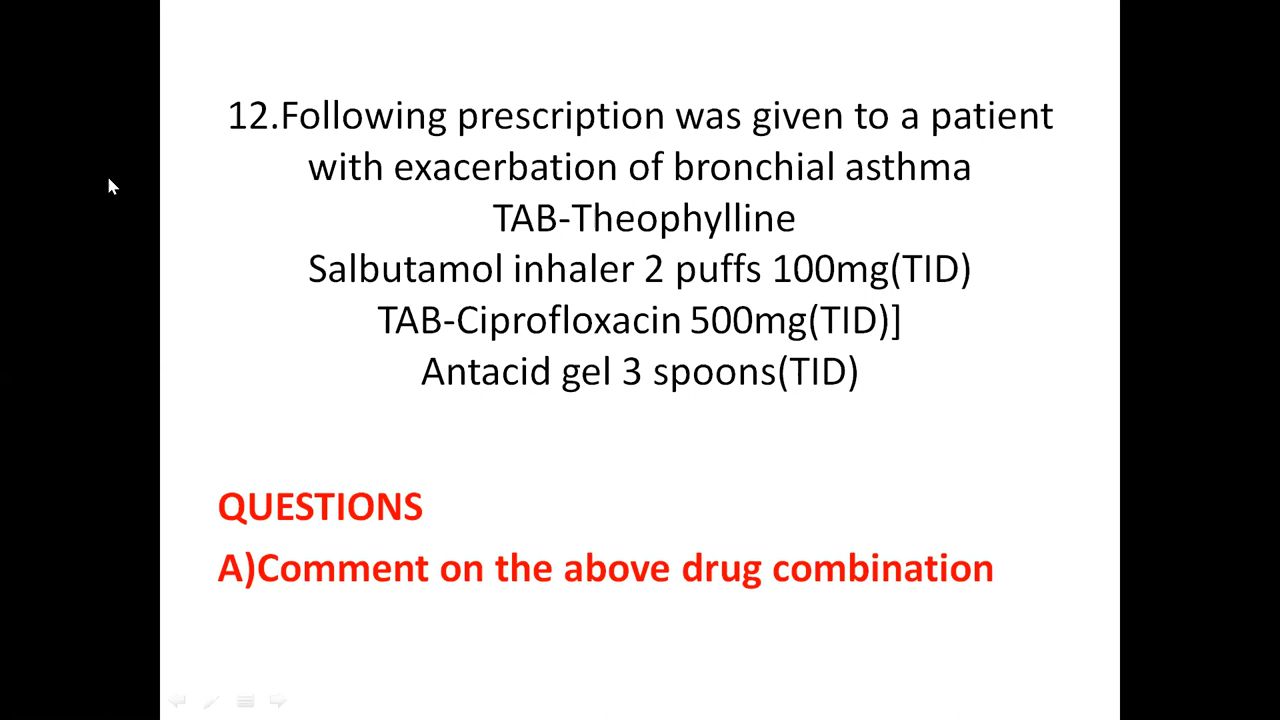 12.Following prescription was given to a patient
with exacerbation of bronchial asthma
TAB-Theophylline
Salbutamol inhaler 2 puffs 100mg(TID)
TAB-Ciprofloxacin 500mg(TID)]
Antacid gel 3 spoons(TID)
QUESTIONS
A)Comment on the above drug combination